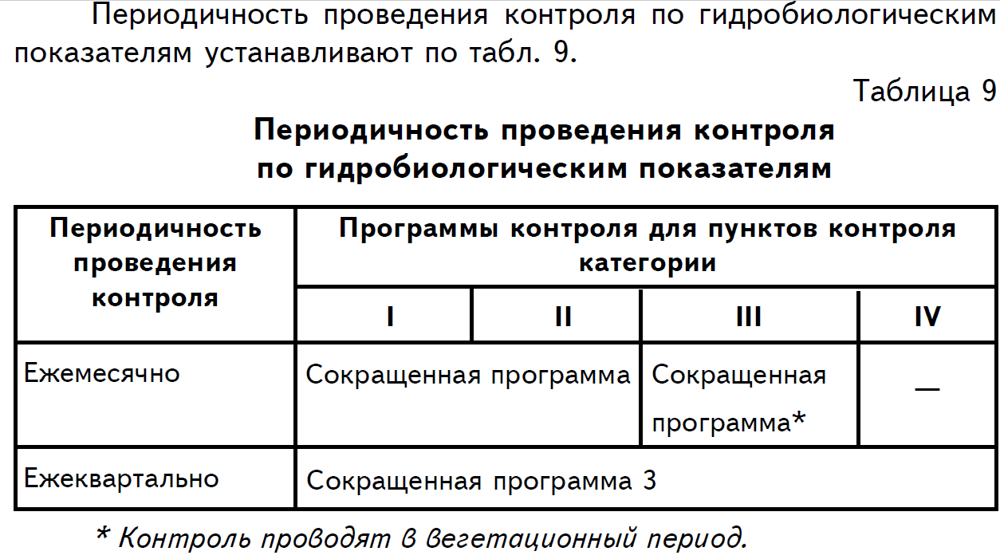 Периодичность проведения контроля по гидробиологическим
показателям устанавливают по табл. 9.
Таблица 9
Периодичность проведения контроля
по гидробиологическим показателям
Периодичность
проведения
контроля
Программы контроля для пунктов контроля
категории
I II III IV
Ежемесячно
Сокращенная программа
Сокращенная
программа*
—
Ежеквартально
Сокращенная программа 3
* Контроль проводят в вегетационный период.